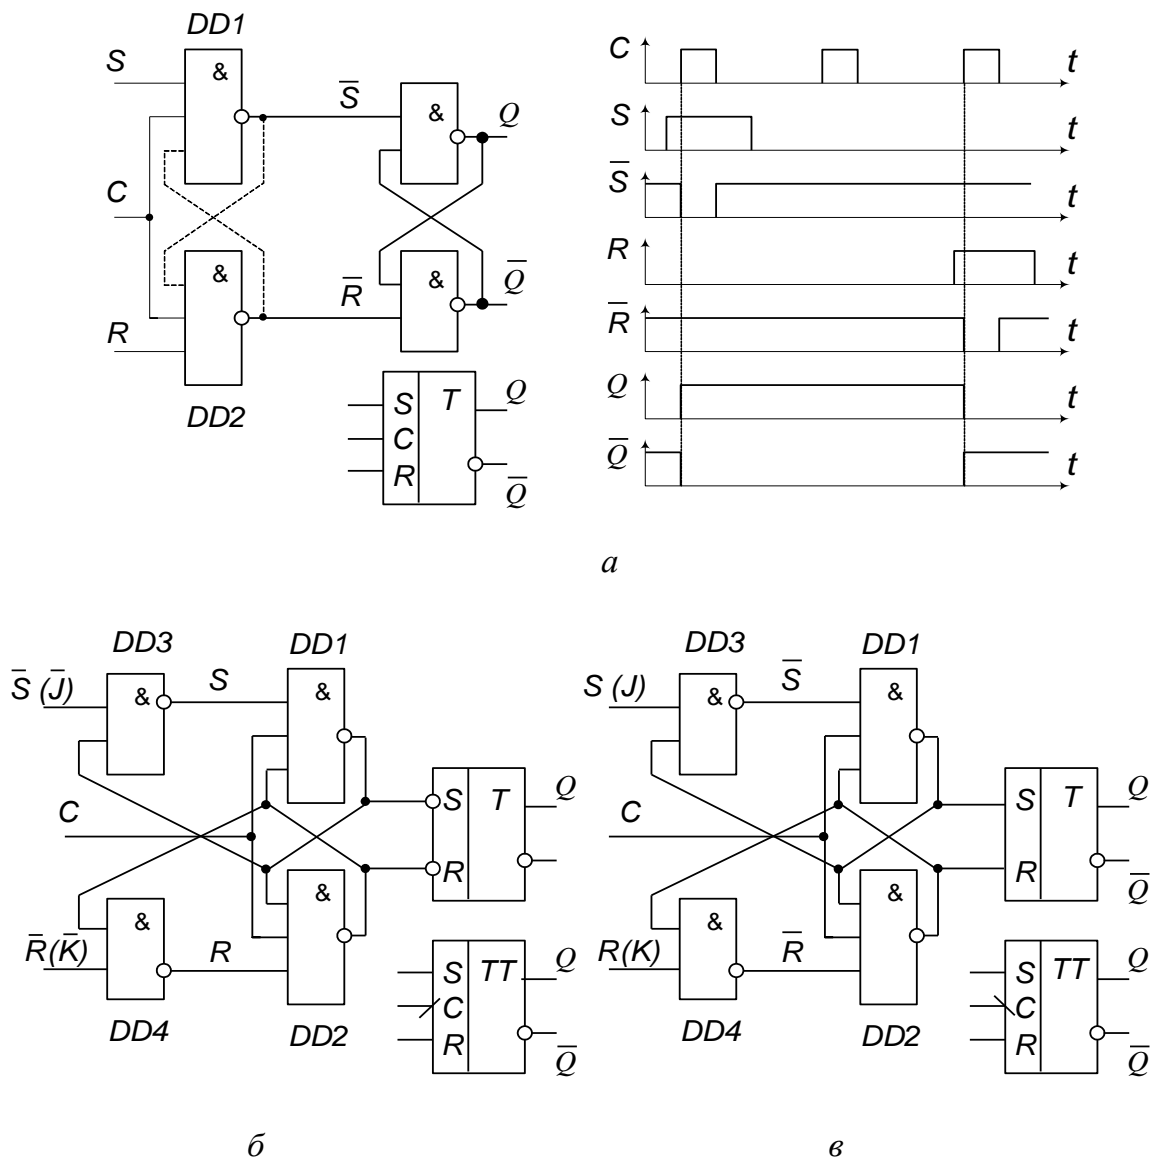 DD1
S
&
S̅
&
Q
C
&
R̅
&
Q̅
R
DD2
S T Q
C
R
Q̅
C t
S t
S̅ t
R t
R̅ t
Q t
Q̅ t
а
DD3 DD1
S̅ (J̅) & S &
C
S T Q
R
R̅(K̅) & R &
DD4 DD2
S TT Q
C
R
Q̅
б
DD3 DD1
S (J) & S̅ &
C
S T Q
R
Q̅
R(K) & R̅ &
DD4 DD2
S TT Q
C
R
Q̅
в